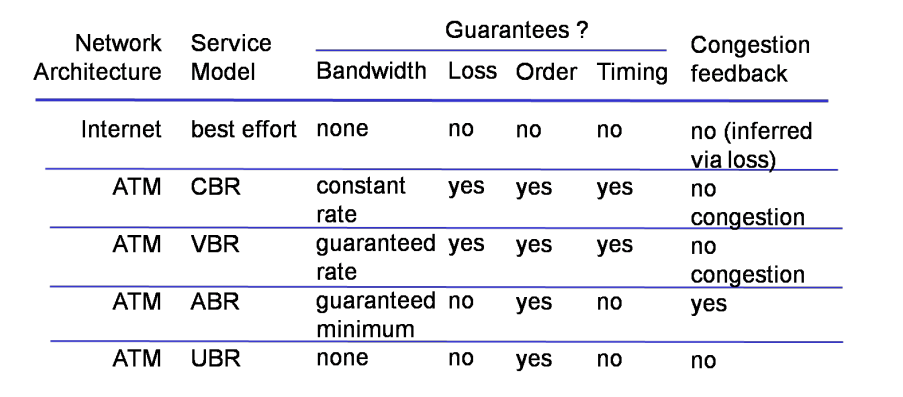 Guarantees ?
Network Service Congestion
Architecture Model Bandwidth Loss Order Timing feedback
Internet best effort none no no no no (inferred
via loss)
ATM CBR constant yes yes yes no
rate congestion
ATM VBR guaranteed yes yes yes no
rate congestion
ATM ABR guaranteed no yes no yes
minimum
ATM UBR none no yes no no